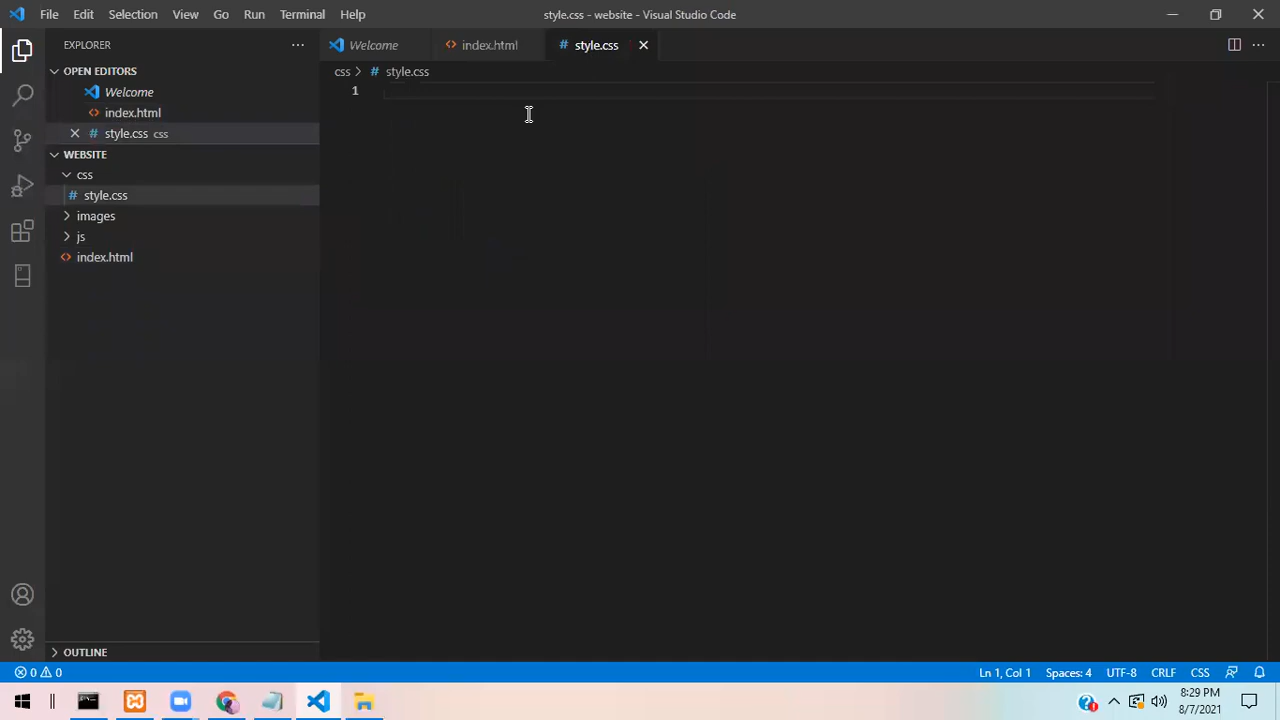 File Edit Selection View Go Run Terminal Help style.css - website - Visual Studio Code
EXPLORER
Welcome index.html # style.css
OPEN EDITORS
css # style.css
Welcome
1
index.html
# style.css css
WEBSITE
css
# style.css
images
js
index.html
OUTLINE
0 0 Ln 1, Col 1 Spaces: 4 UTF-8 CRLF CSS
8:29 PM
8/7/2021